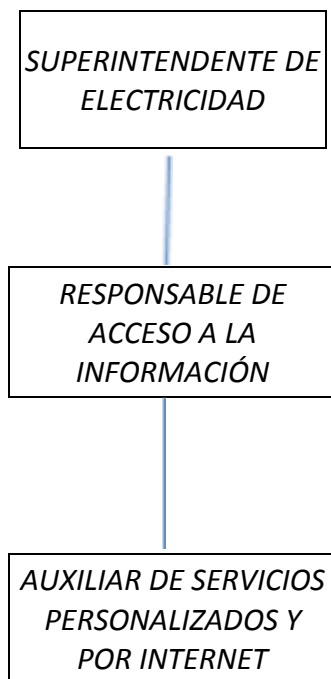 SUPERINTENDENTE DE
ELECTRICIDAD
RESPONSABLE DE
ACCESO A LA
INFORMACIÓN
AUXILIAR DE SERVICIOS
PERSONALIZADOS Y
POR INTERNET